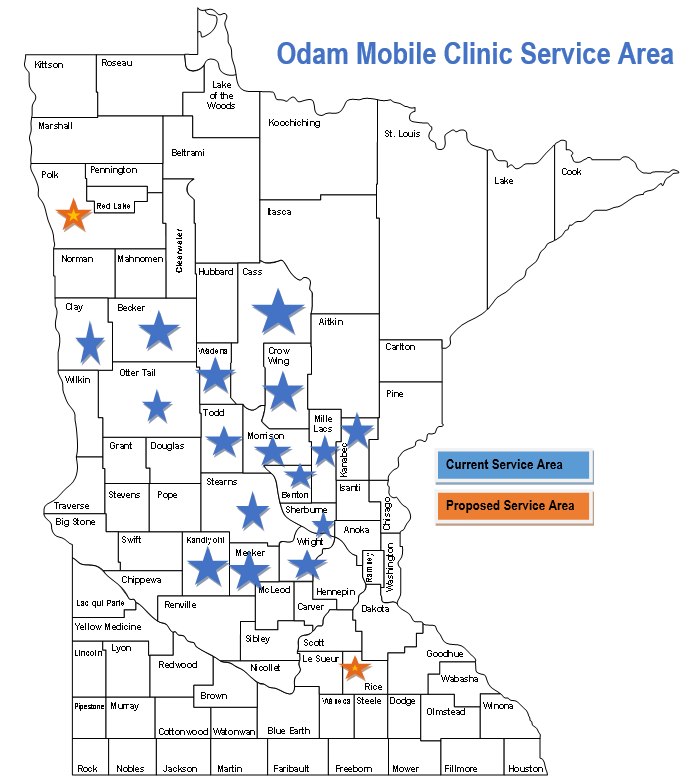 Odam Mobile Clinic Service Area
Kittson
Roseau
Lake
of the
Woods
Koochiching
St. Louis
Marshall
Beltrami
Polk
Pennington
Red Lake
Clearwater
Itasca
Lake
Cook
Norman
Mahnomen
Hubbard
Cass
Clay
Becker
Aitkin
Wadena
Crow
Wing
Carlton
Wilkin
Otter Tail
Pine
Todd
Mille
Lacs
Morrison
Kanabec
Grant
Douglas
Current Service Area
Stearns
Benton
Isanti
Stevens
Pope
Traverse
Sherburne
Chisago
Proposed Service Area
Big Stone
Anoka
Swift
Kandiyohi
Meeker
Wright
Ramsey
Washington
Chippewa
McLeod
Hennepin
Lac qui Parle
Renville
Carver
Dakota
Yellow Medicine
Sibley
Scott
Lincoln
Lyon
Redwood
Nicollet
Le Sueur
Goodhue
Rice
Wabasha
Brown
Pipestone
Murray
Cottonwood
Watonwan
Blue Earth
Waseca
Steele
Dodge
Olmstead
Winona
Rock
Nobles
Jackson
Martin
Faribault
Freeborn
Mower
Fillmore
Houston